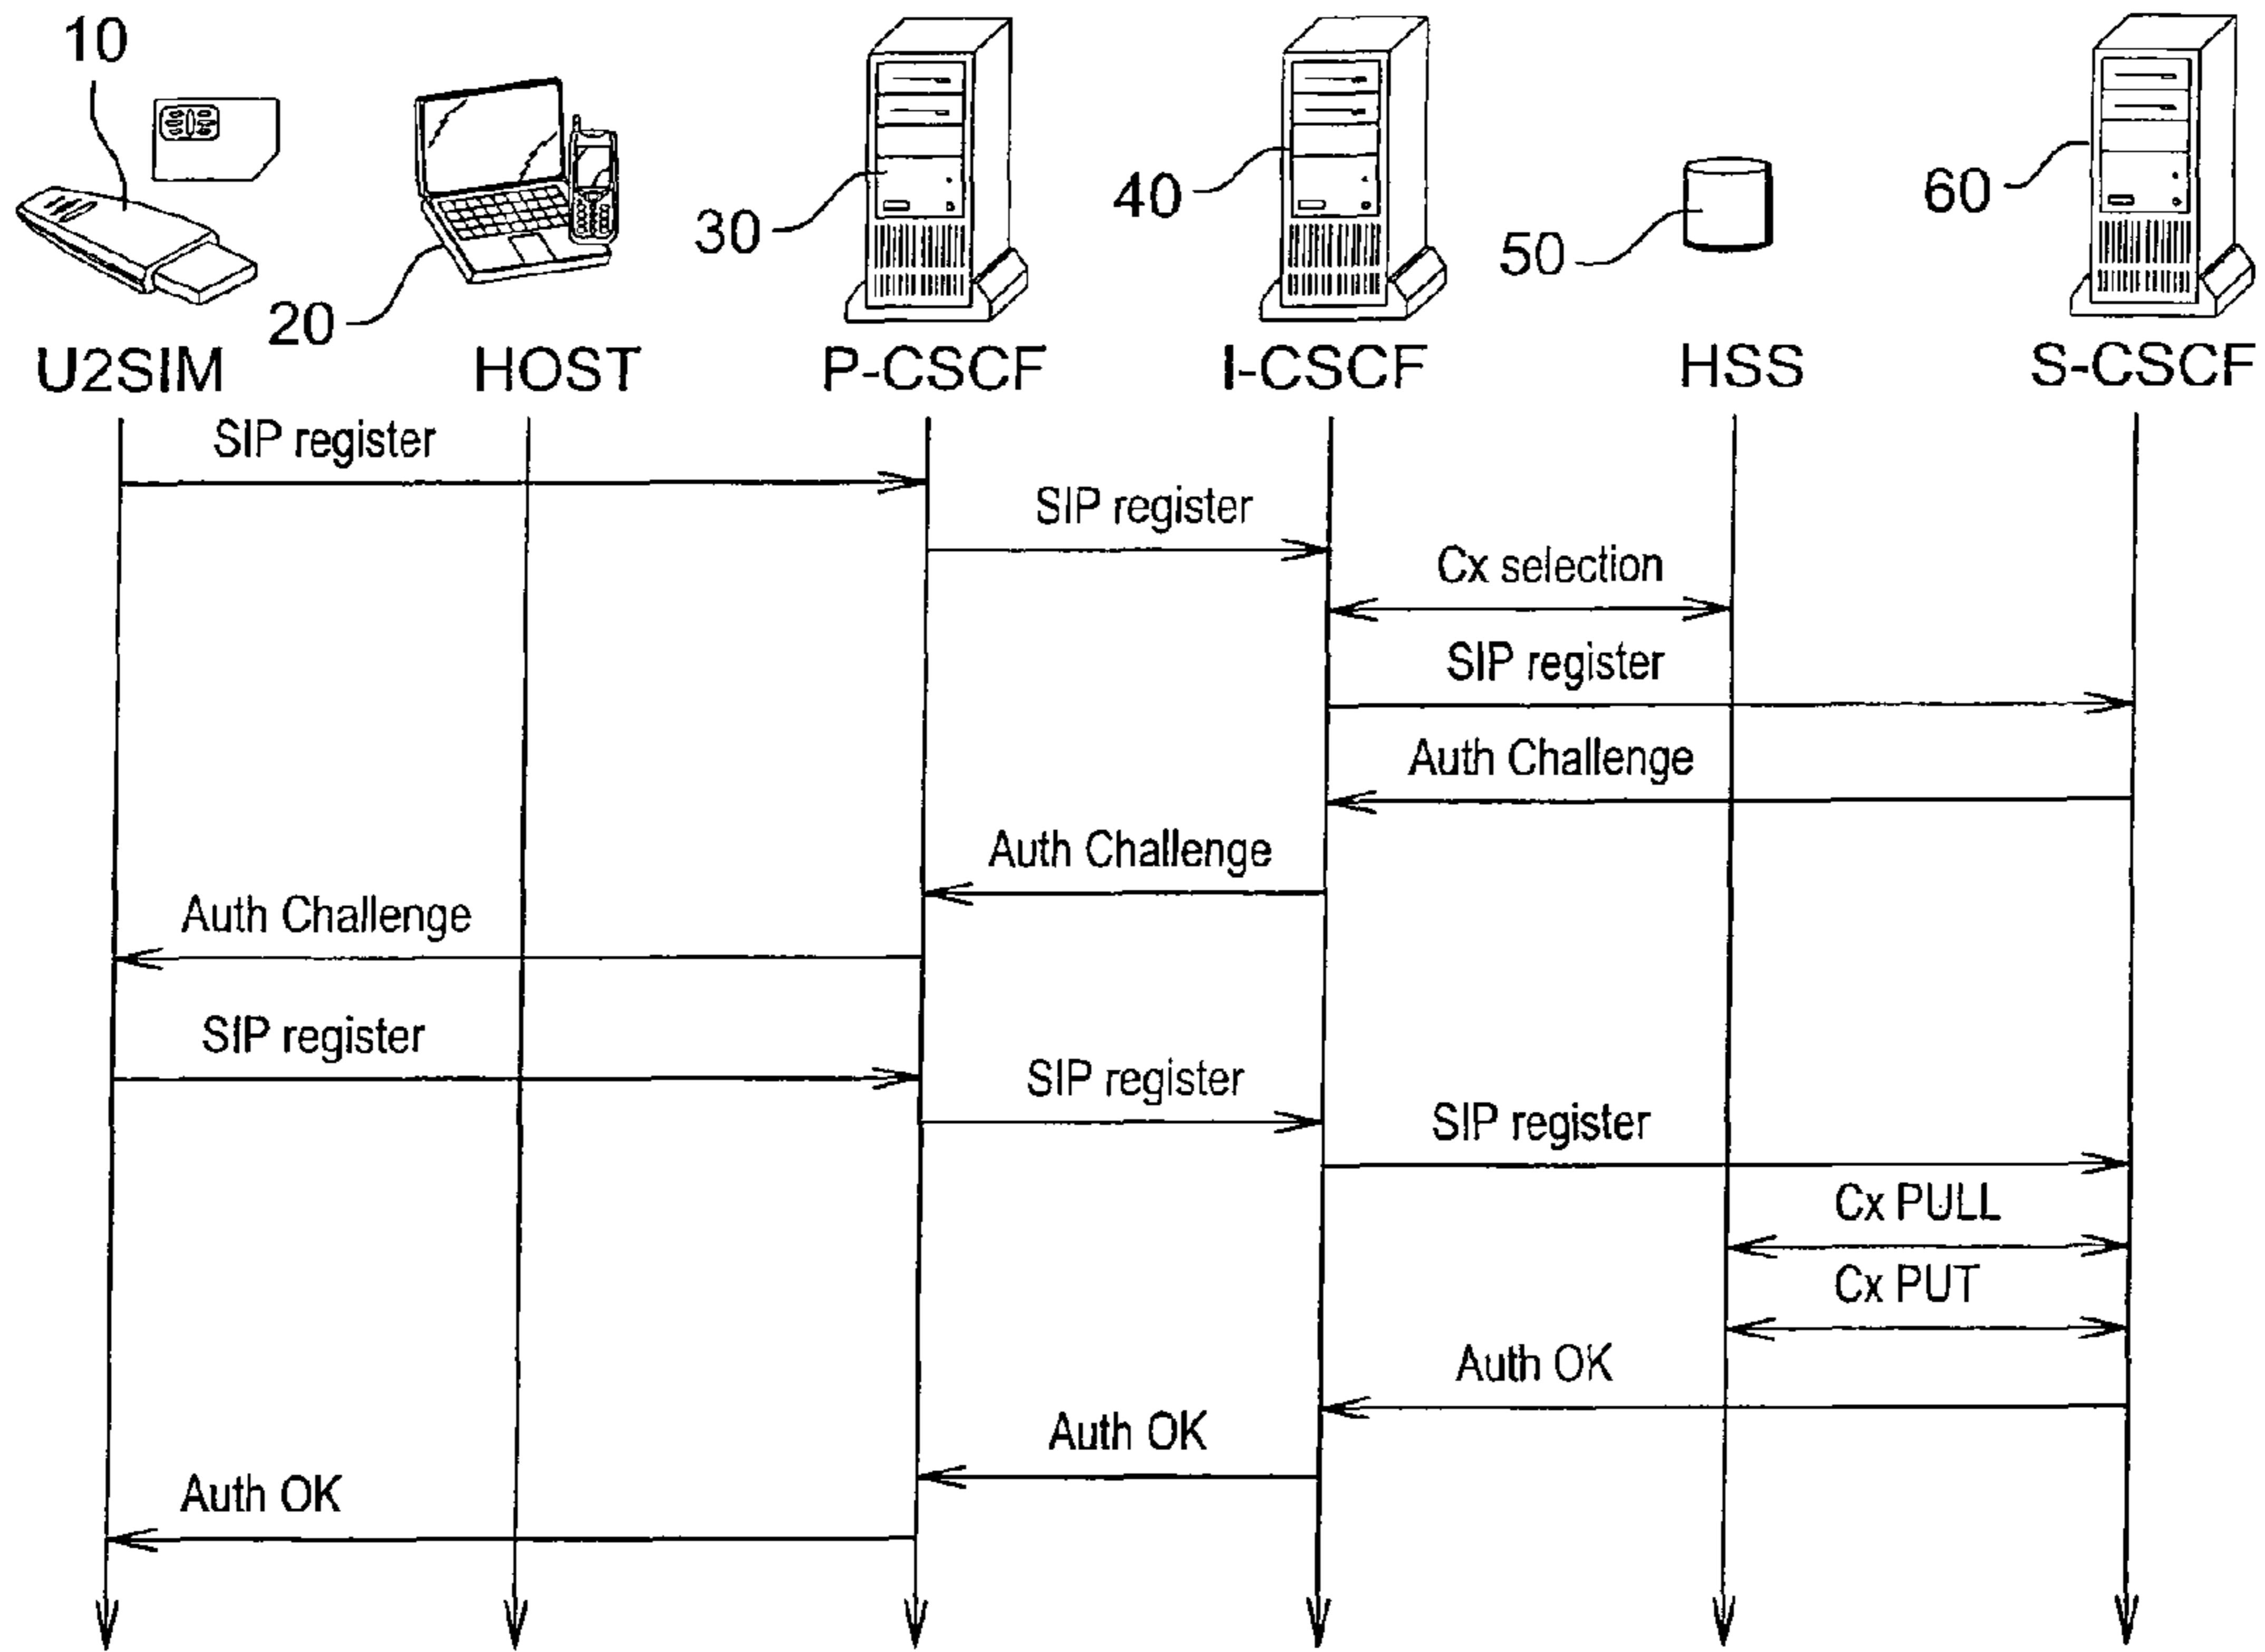 10
20
30
40
50
60
U2SIM
HOST
P-CSCF
I-CSCF
HSS
S-CSCF
SIP register
SIP register
Cx selection
SIP register
Auth Challenge
Auth Challenge
Auth Challenge
SIP register
SIP register
SIP register
Cx PULL
Cx PUT
Auth OK
Auth OK
Auth OK